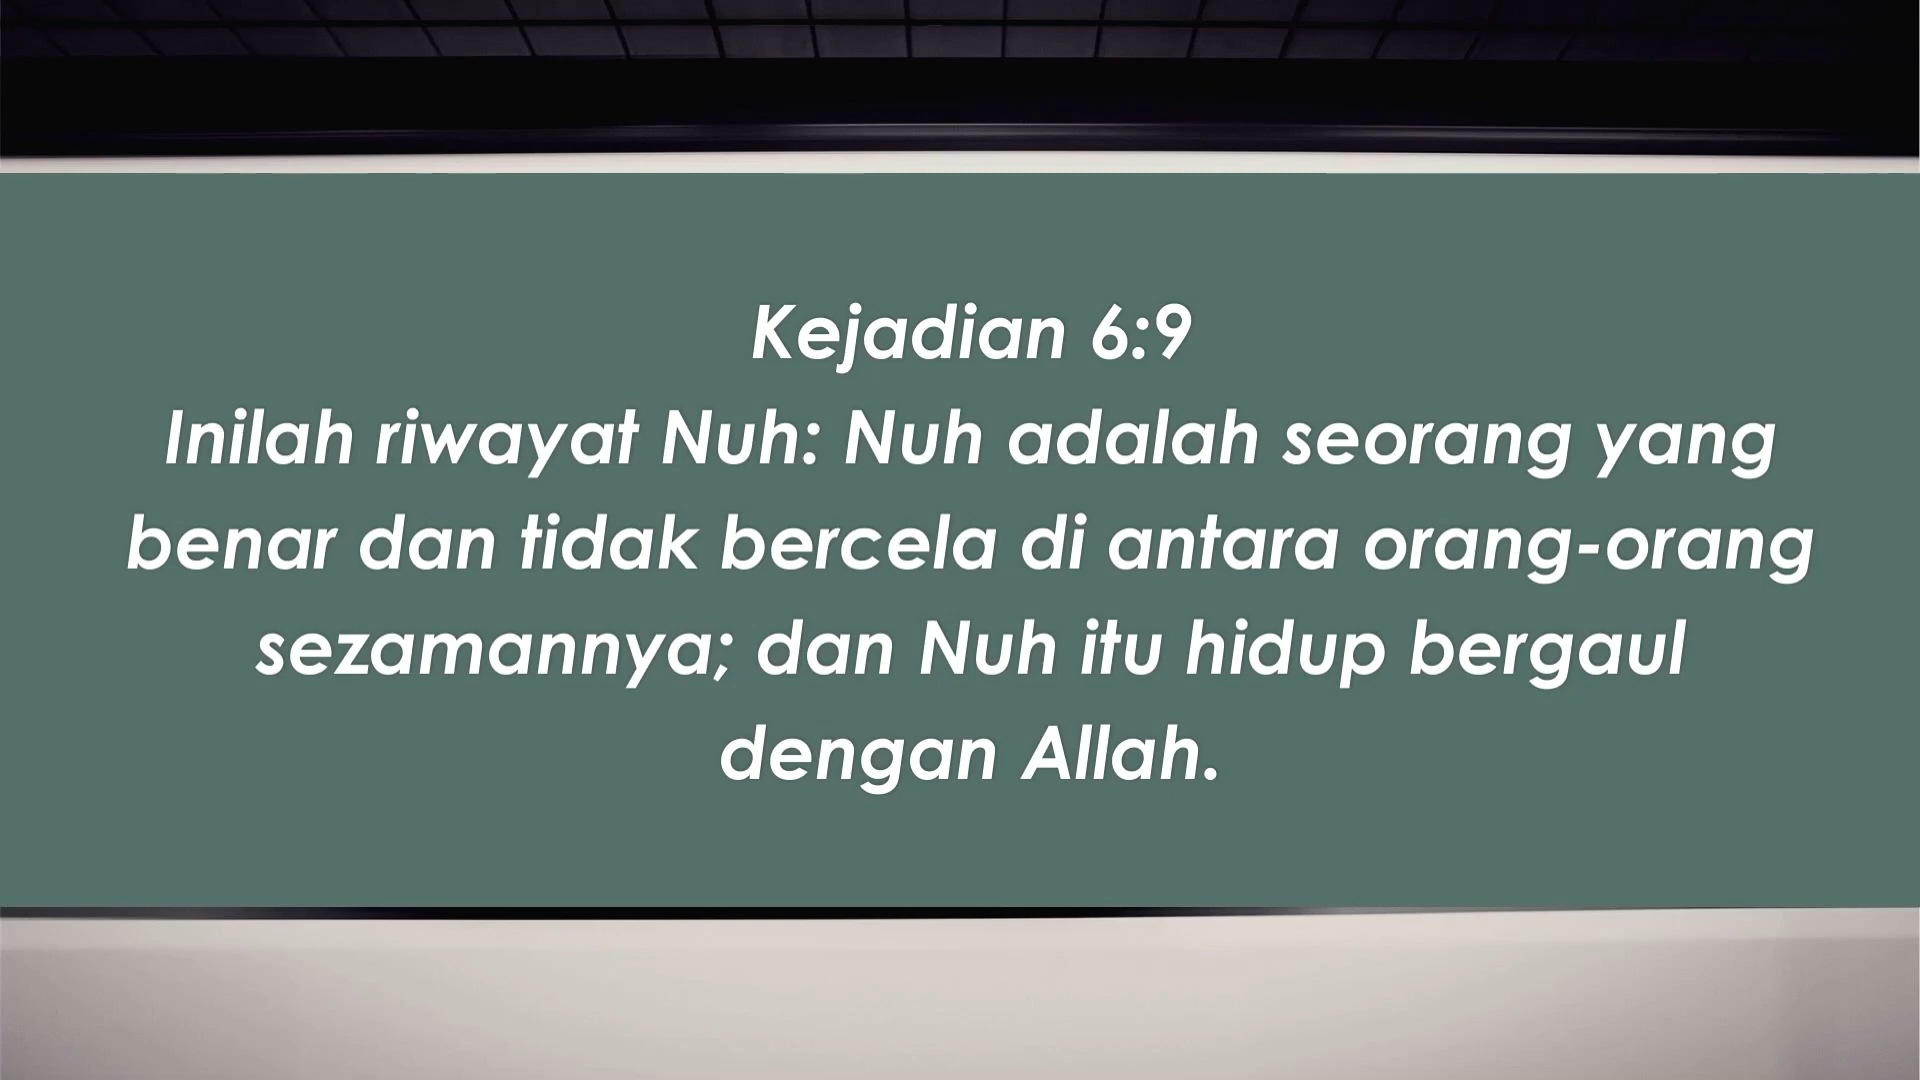 Kejadian 6:9
Inilah riwayat Nuh: Nuh adalah seorang yang
benar dan tidak bercela di antara orang-orang
sezamannya; dan Nuh itu hidup bergaul
dengan Allah.